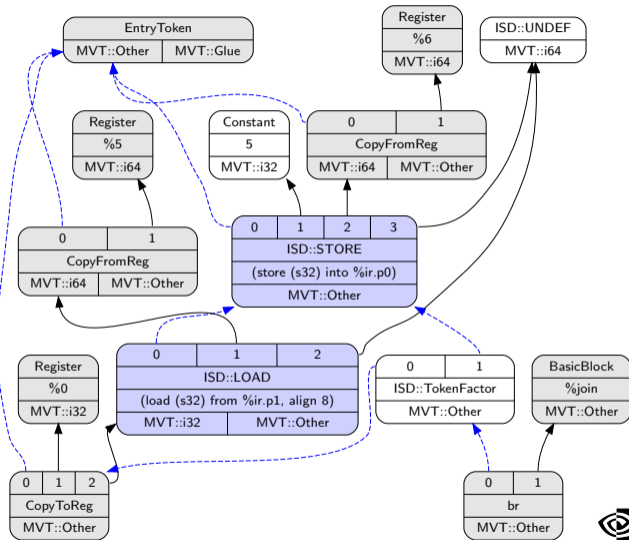 EntryToken
MVT::Other MVT::Glue
Register
%6
MVT::i64
ISD::UNDEF
MVT::i64
Register
%5
MVT::i64
Constant
5
MVT::i32
0 1
CopyFromReg
MVT::i64 MVT::Other
0 1
CopyFromReg
MVT::i64 MVT::Other
0 1 2 3
ISD::STORE
(store (s32) into %ir.p0)
MVT::Other
Register
%0
MVT::i32
0 1 2
ISD::LOAD
(load (s32) from %ir.p1, align 8)
MVT::i32 MVT::Other
0 1
ISD::TokenFactor
MVT::Other
BasicBlock
%join
MVT::Other
0 1 2
CopyToReg
MVT::Other
0 1
br
MVT::Other